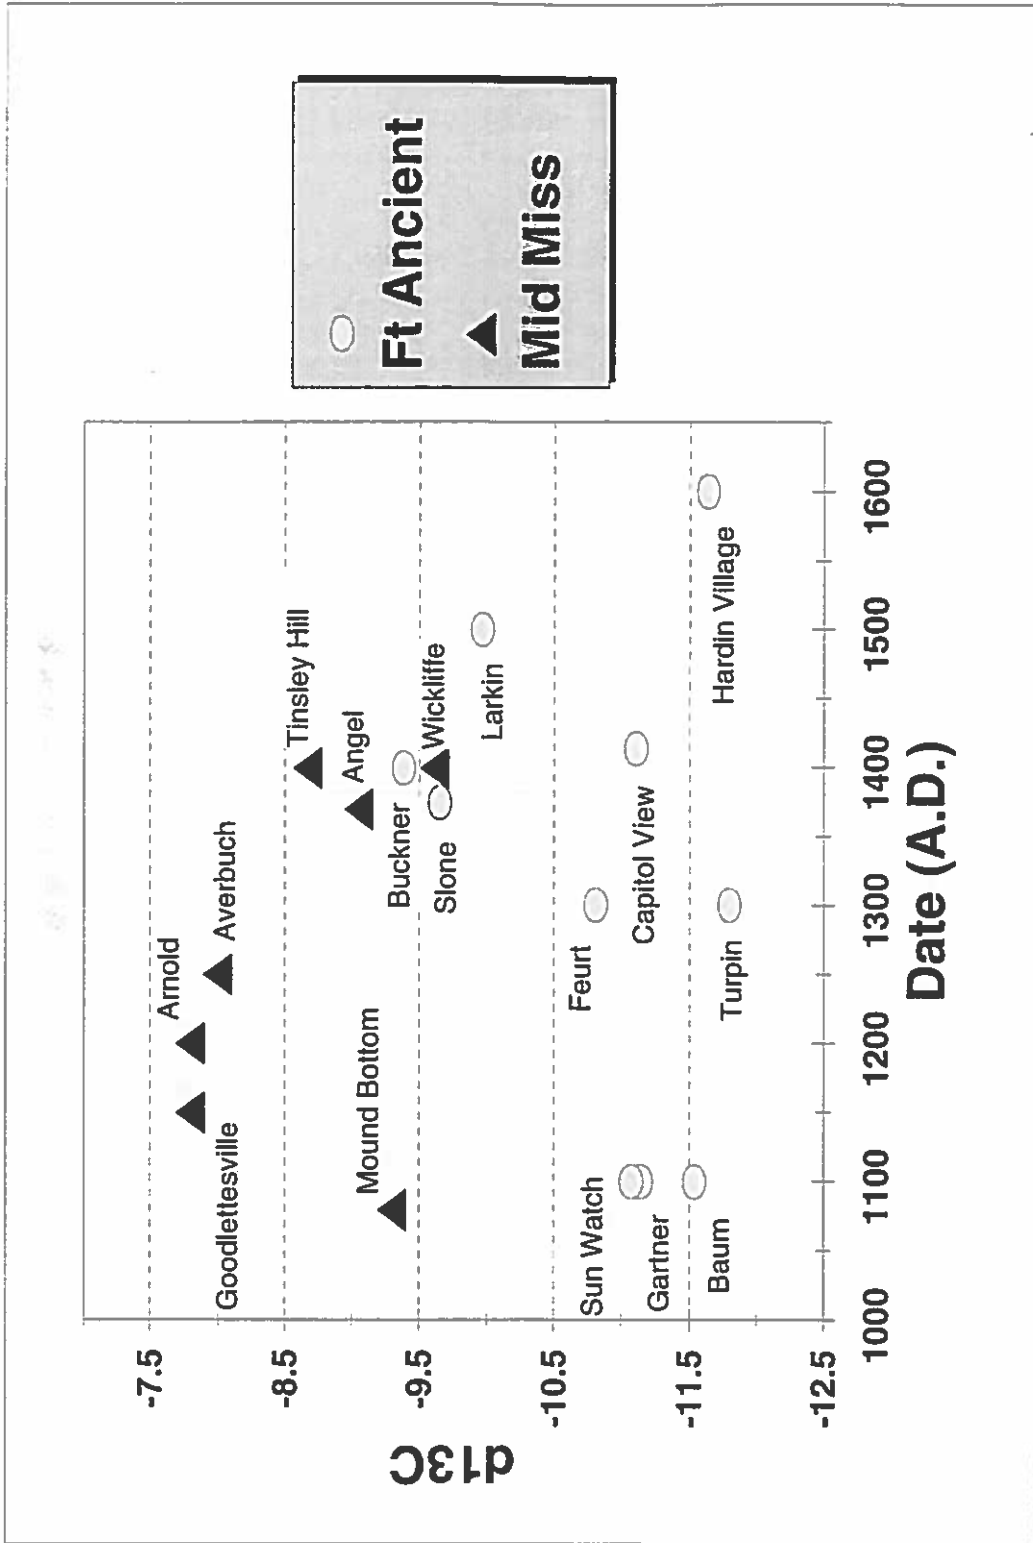 d13C
-7.5
-8.5
-9.5
-10.5
-11.5
-12.5
Goodlettesville
Arnold
Averbuch
Mound Bottom
Tinsley Hill
Angel
Buckner
Wickliffe
Slone
Larkin
Sun Watch
Gartner
Baum
Feurt
Capitol View
Turpin
Hardin Village
1000
1100
1200
1300
1400
1500
1600
Date (A.D.)
Ft Ancient
Mid Miss